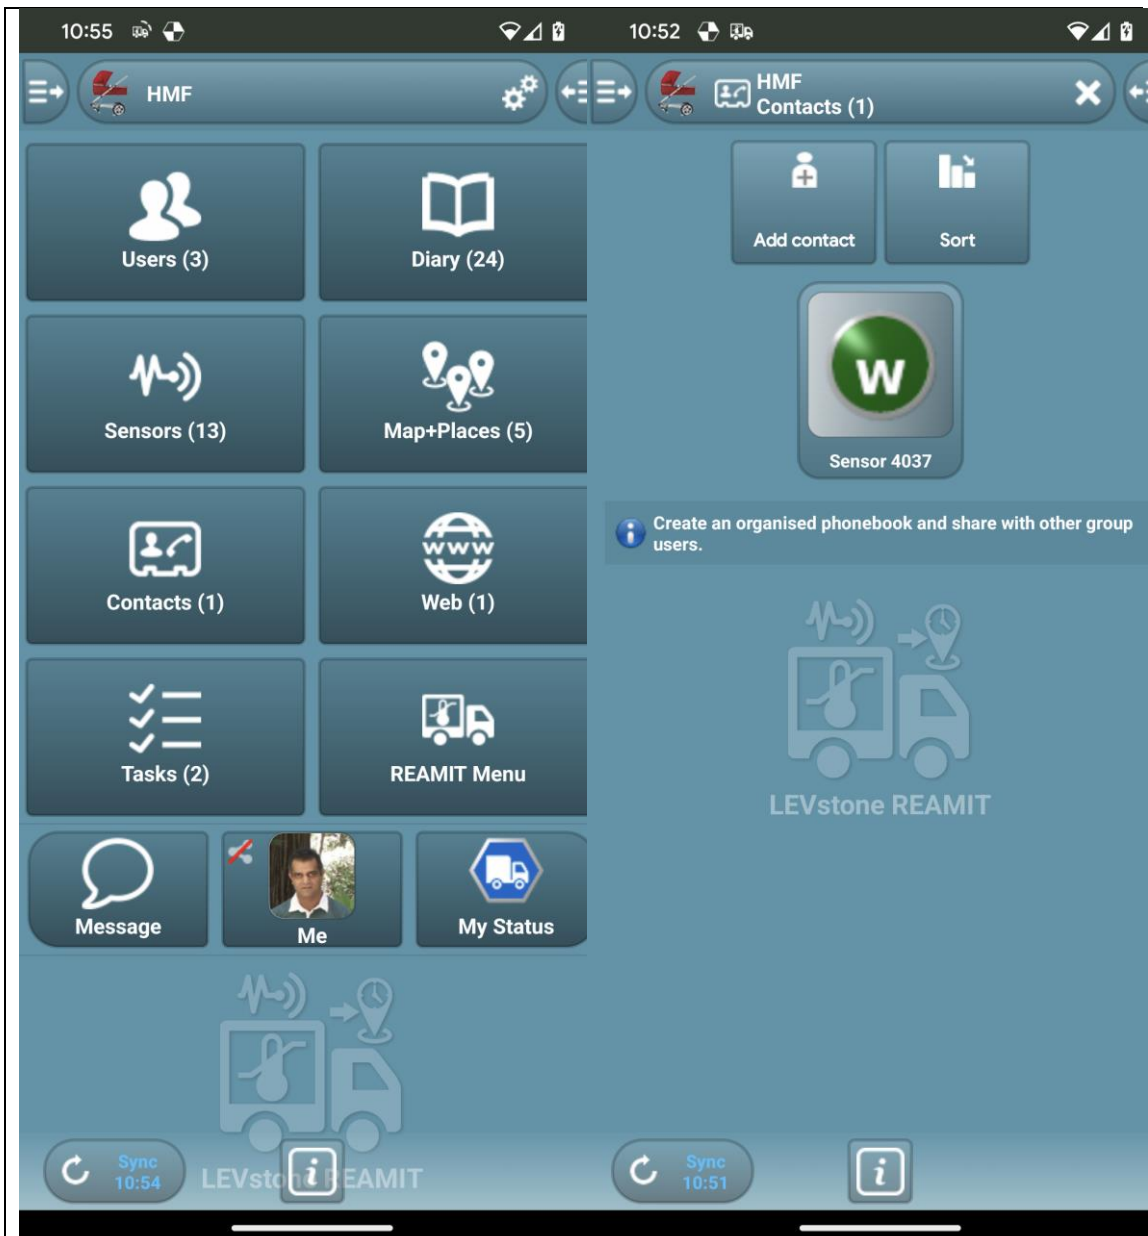 10:55
HMF
Users (3)
Diary (24)
Sensors (13)
Map+Places (5)
Contacts (1)
www
Web (1)
Tasks (2)
REAMIT Menu
Message
Me
My Status
Sync
10:54
LEVstone REAMIT
i
10:52
HMF
Contacts (1)
Add contact
Sort
W
Sensor 4037
Create an organised phonebook and share with other group
users.
LEVstone REAMIT
Sync
10:51
i